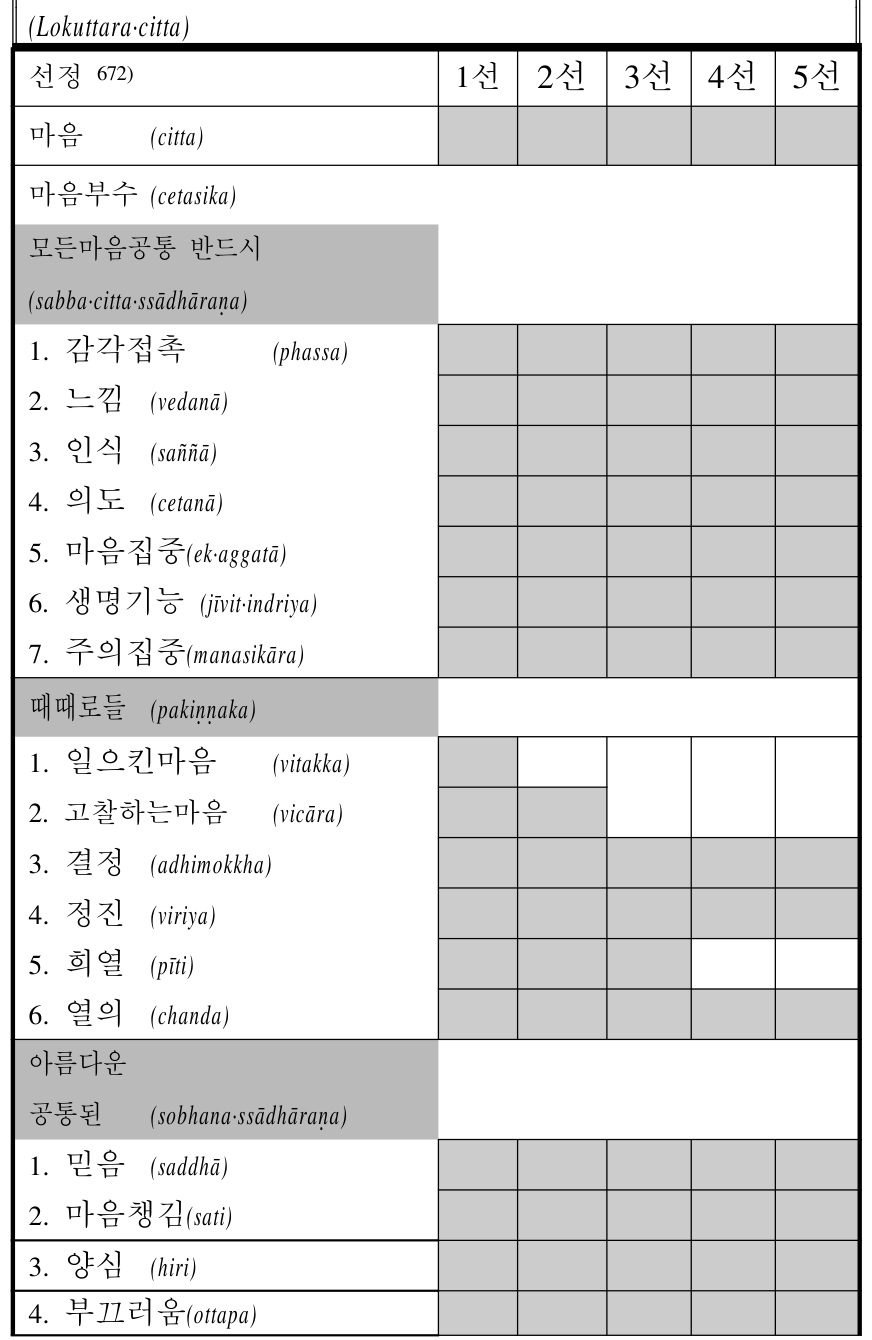 (Lokuttara·citta)
선정 672) 1선 2선 3선 4선 5선
마음 (citta)
마음부수 (cetasika)
모든마음공통 반드시
(sabba·citta·ssādhāraṇa)
1. 감각접촉 (phassa)
2. 느낌 (vedanā)
3. 인식 (saññā)
4. 의도 (cetanā)
5. 마음집중(ek·aggatā)
6. 생명기능 (jīvit·indriya)
7. 주의집중(manasikāra)
때때로들 (pakiṇṇaka)
1. 일으킨마음 (vitakka)
2. 고찰하는마음 (vicāra)
3. 결정 (adhimokkha)
4. 정진 (viriya)
5. 희열 (pīti)
6. 열의 (chanda)
아름다운
공통된 (sobhana·ssādhāraṇa)
1. 믿음 (saddhā)
2. 마음챙김(sati)
3. 양심 (hiri)
4. 부끄러움(ottapa)